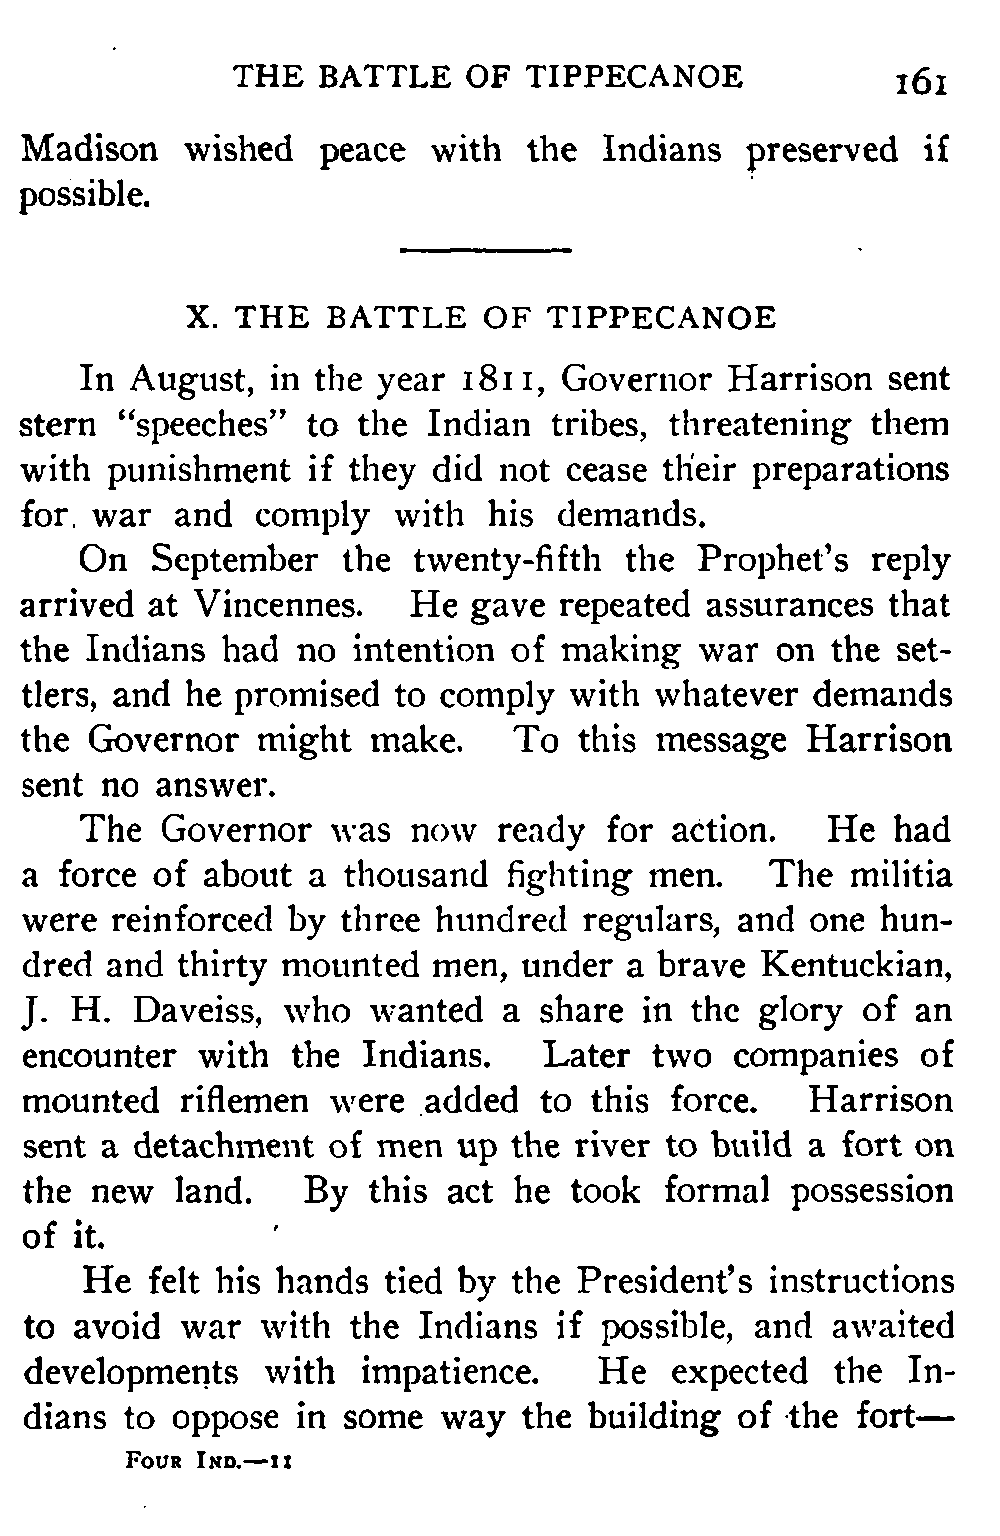 THE BATTLE OF TIPPECANOE 161
Madison wished peace with the Indians preserved if
possible.
X. THE BATTLE OF TIPPECANOE
In August, in the year 1811, Governor Harrison sent
stern “speeches” to the Indian tribes, threatening them
with punishment if they did not cease their preparations
for war and comply with his demands.
On September the twenty-fifth the Prophet's reply
arrived at Vincennes. He gave repeated assurances that
the Indians had no intention of making war on the set-
tlers, and he promised to comply with whatever demands
the Governor might make. To this message Harrison
sent no answer.
The Governor was now ready for action. He had
a force of about a thousand fighting men. The militia
were reinforced by three hundred regulars, and one hun-
dred and thirty mounted men, under a brave Kentuckian,
J. H. Daveiss, who wanted a share in the glory of an
encounter with the Indians. Later two companies of
mounted riflemen were added to this force. Harrison
sent a detachment of men up the river to build a fort on
the new land. By this act he took formal possession
of it.
He felt his hands tied by the President's instructions
to avoid war with the Indians if possible, and awaited
developments with impatience. He expected the In-
dians to oppose in some way the building of the fort—
FOUR IND.—11